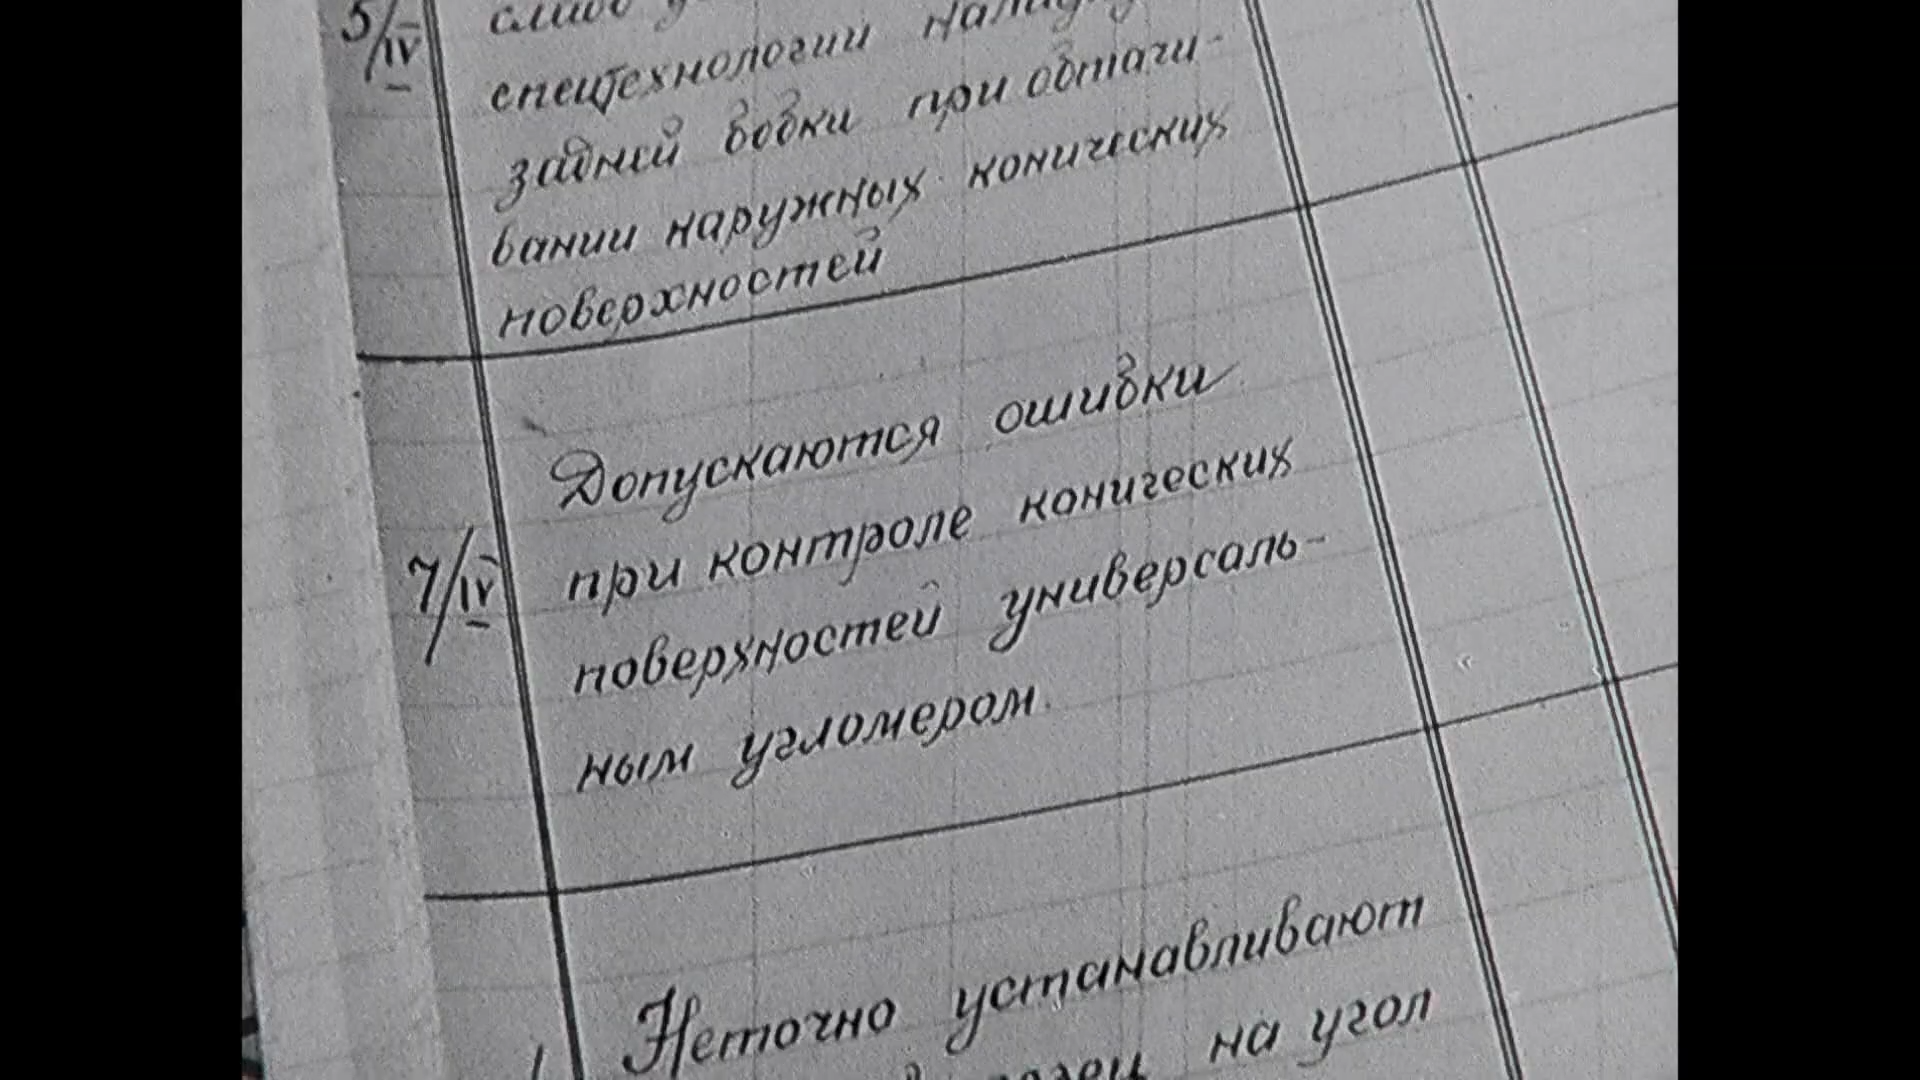 5/IV
спецтехнологии
задней бобки при обтачи-
вании наружных конических
поверхностей
7/IV
Допускаются ошибки
при контроле конических
поверхностей универсаль-
ным угломером.
Неточно устанавливают
на угол